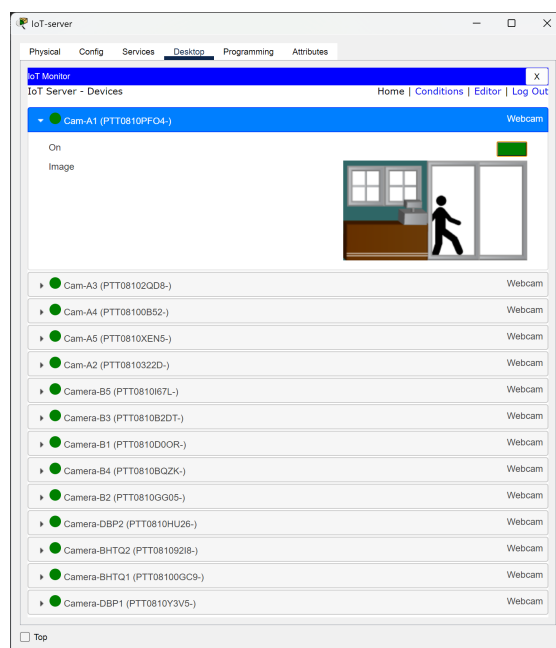 IoT-server
Physical Config Services Desktop Programming Attributes
IoT Monitor X
IoT Server - Devices Home | Conditions | Editor | Log Out
Cam-A1 (PTT0810PFO4-) Webcam
On
Image
Cam-A3 (PTT08102QD8-) Webcam
Cam-A4 (PTT08100B52-) Webcam
Cam-A5 (PTT0810XEN5-) Webcam
Cam-A2 (PTT0810322D-) Webcam
Camera-B5 (PTT0810I67L-) Webcam
Camera-B3 (PTT0810B2DT-) Webcam
Camera-B1 (PTT0810D0OR-) Webcam
Camera-B4 (PTT0810BQZK-) Webcam
Camera-B2 (PTT0810GG05-) Webcam
Camera-DBP2 (PTT0810HU26-) Webcam
Camera-BHTQ2 (PTT081092I8-) Webcam
Camera-BHTQ1 (PTT08100GC9-) Webcam
Camera-DBP1 (PTT0810Y3V5-) Webcam
Top